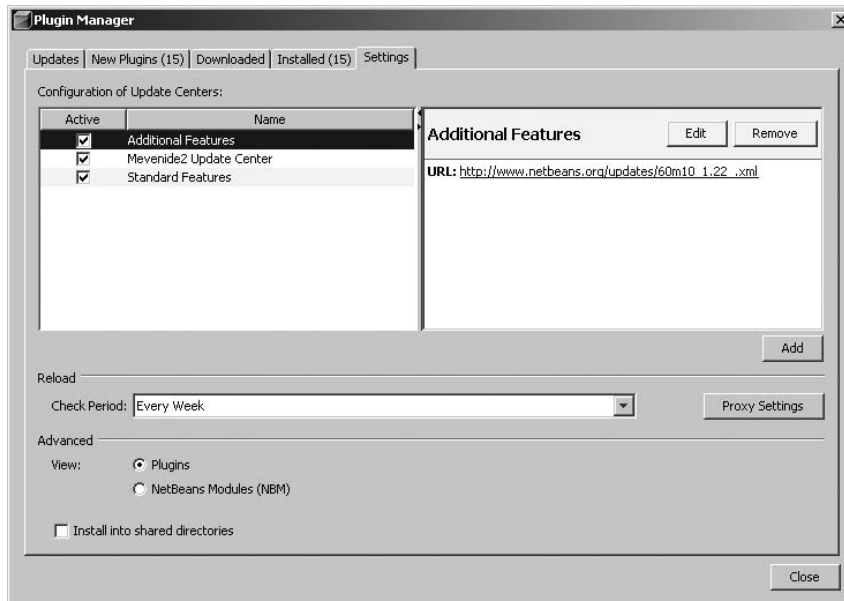 Plugin Manager
Updates New Plugins (15) Downloaded Installed (15) Settings
Configuration of Update Centers:
Active Name
Additional Features
Mevenide2 Update Center
Standard Features
Additional Features Edit Remove
URL: http://www.netbeans.org/updates/60m10_1.22_.xml
Add
Reload
Check Period: Every Week Proxy Settings
Advanced
View: Plugins
NetBeans Modules (NBM)
Install into shared directories
Close